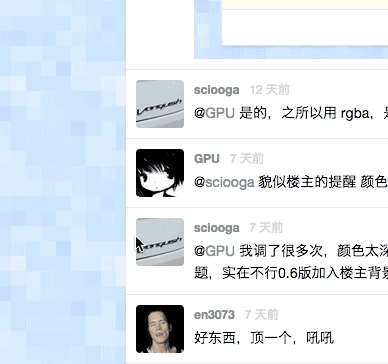 sciooga 12 天前
@GPU 是的，之所以用 rgba，是
GPU 7 天前
@sciooga 貌似楼主的提醒 颜色
sciooga 7 天前
@GPU 我调了很多次，颜色太深
题，实在不行0.6版加入楼主背景
en3073 7 天前
好东西，顶一个，吼吼